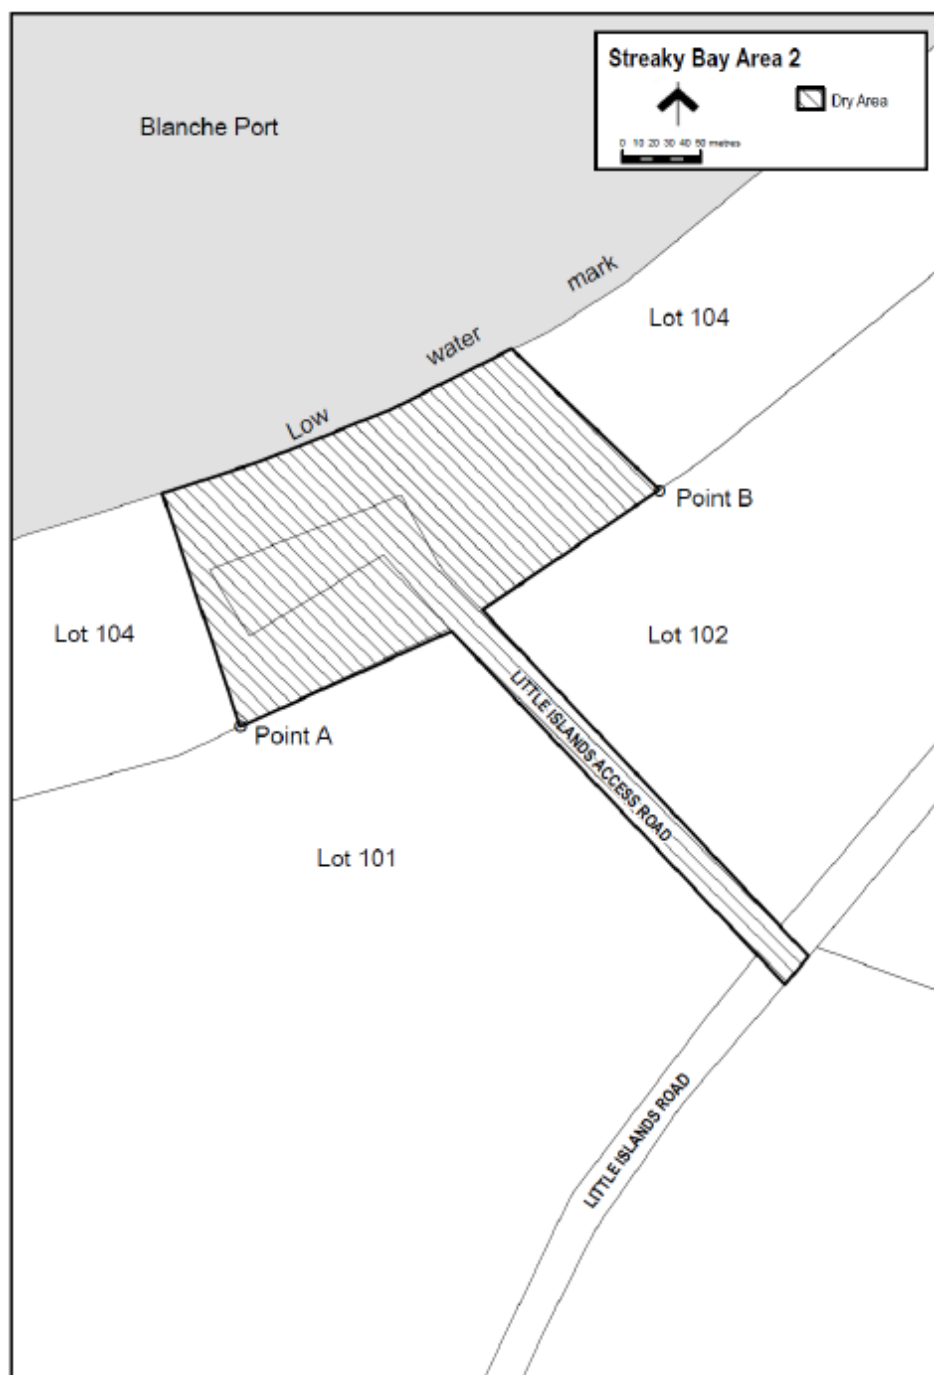 Streaky Bay Area 2
Dry Area
0 10 20 30 40 50 metres
Blanche Port
mark
Lot 104
water
Low
Point B
Lot 104
Lot 102
LITTLE ISLANDS ACCESS ROAD
Point A
Lot 101
LITTLE ISLANDS ROAD